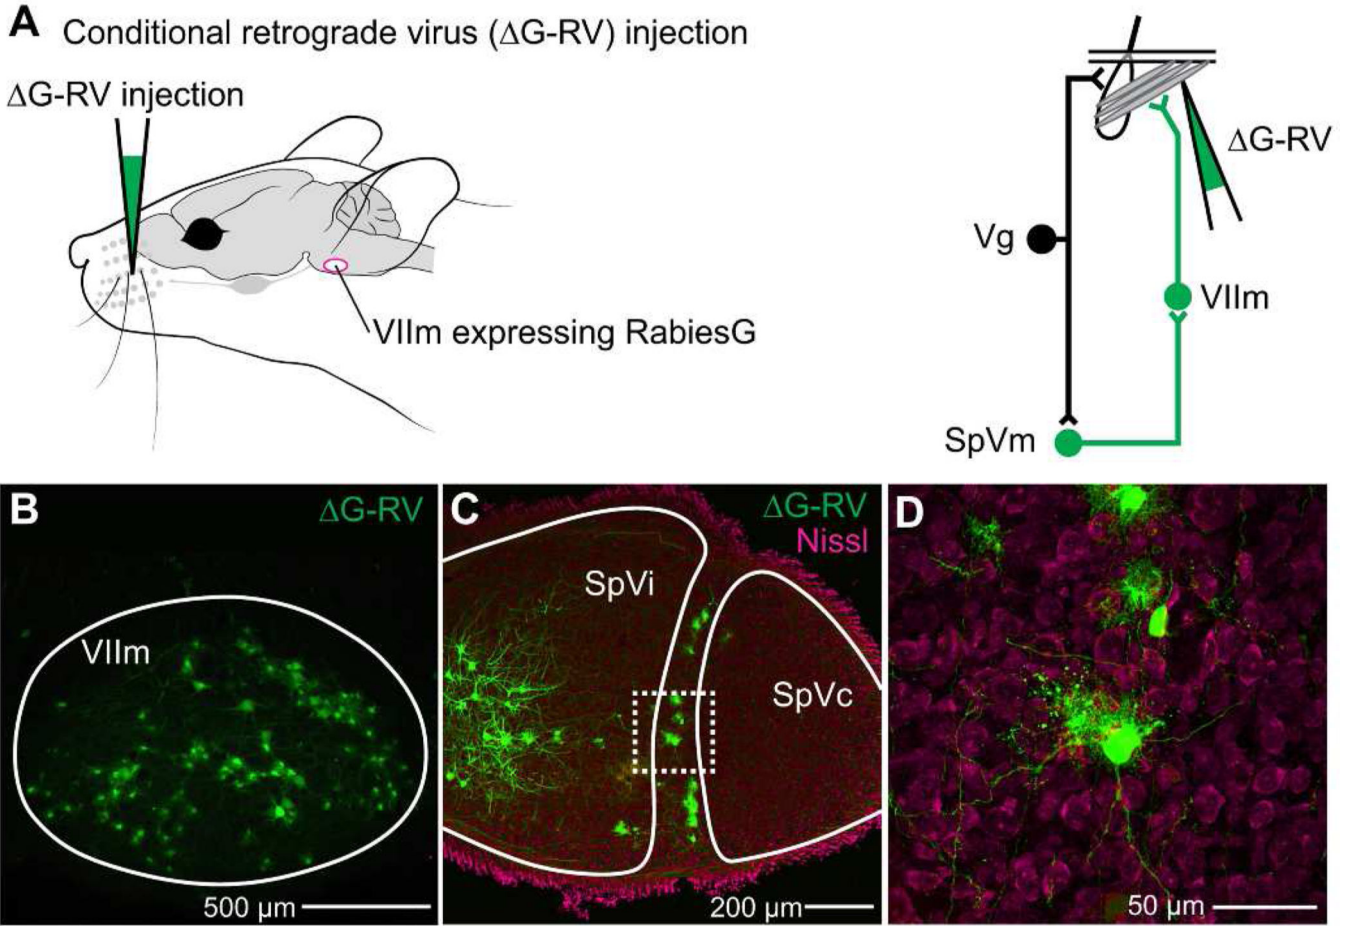 A Conditional retrograde virus (ΔG-RV) injection
ΔG-RV injection
VIIm expressing RabiesG
ΔG-RV
Vg
VIIm
SpVm
B
ΔG-RV
VIIm
500 µm
C
ΔG-RV
Nissl
SpVi
SpVc
200 µm
D
50 µm